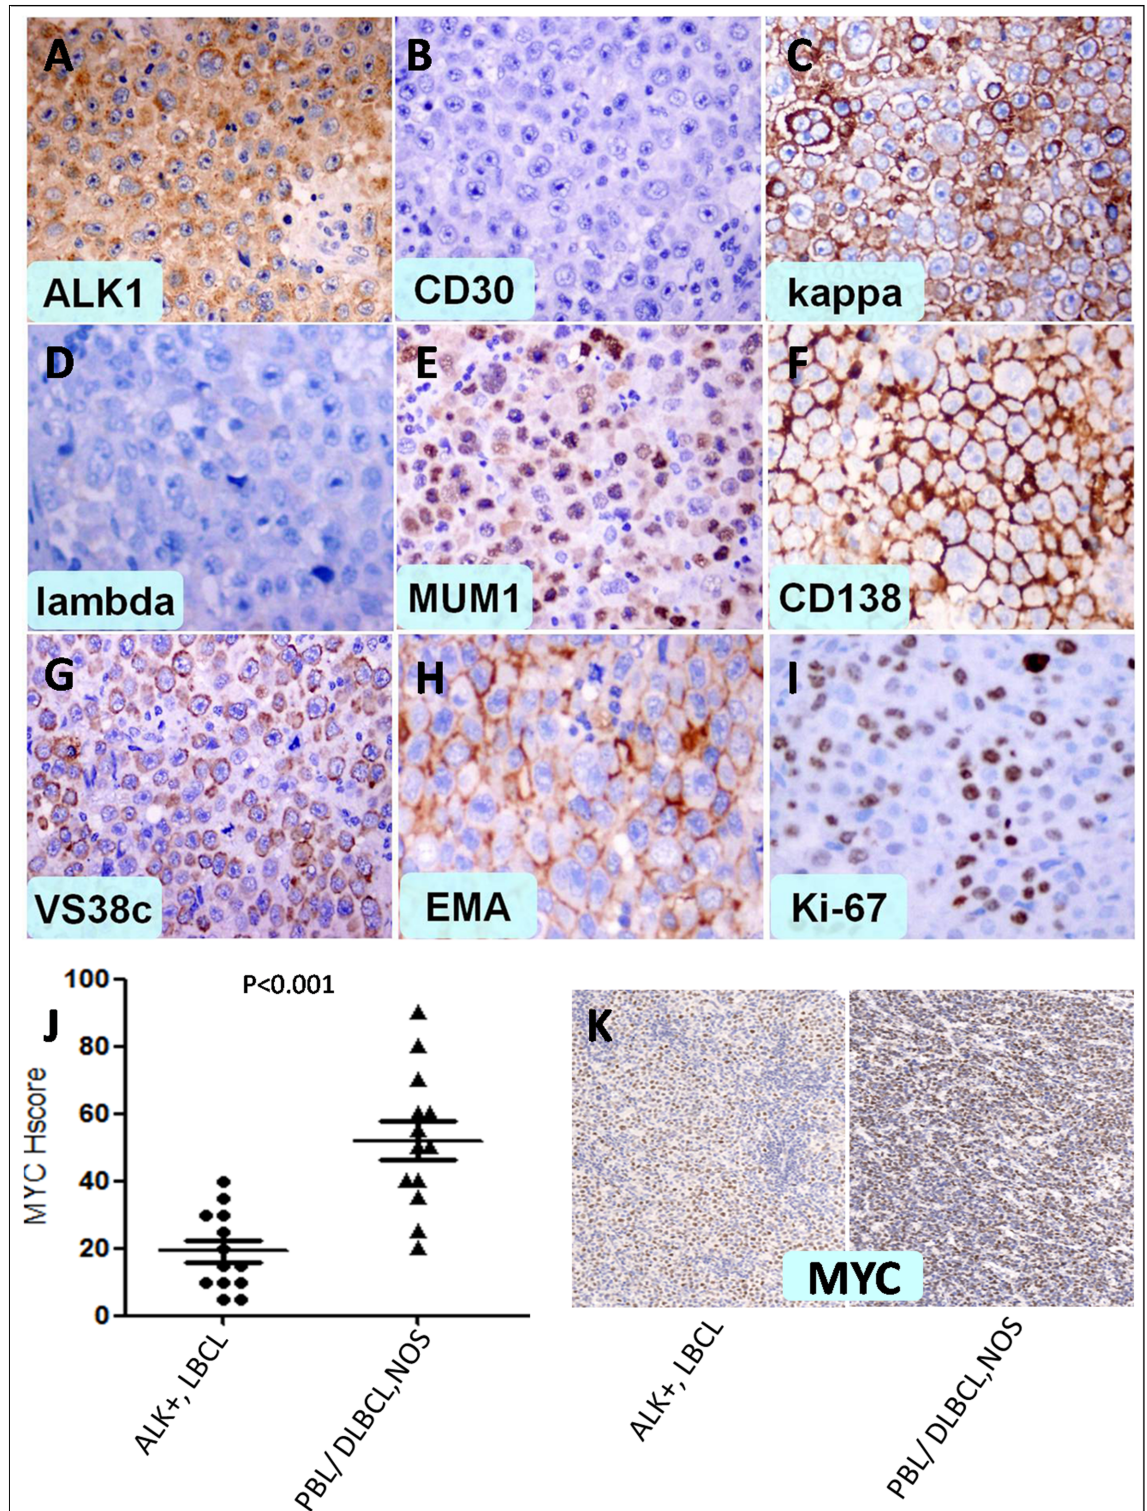 A
B
C
ALK1
CD30
kappa
D
E
F
lambda
MUM1
CD138
G
H
I
VS38c
EMA
Ki-67
J
P<0.001
MYC Hscore
100
80
60
40
20
0
ALK+, LBCL
PBL/ DLBCL,NOS
K
MYC
ALK+, LBCL
PBL/ DLBCL,NOS